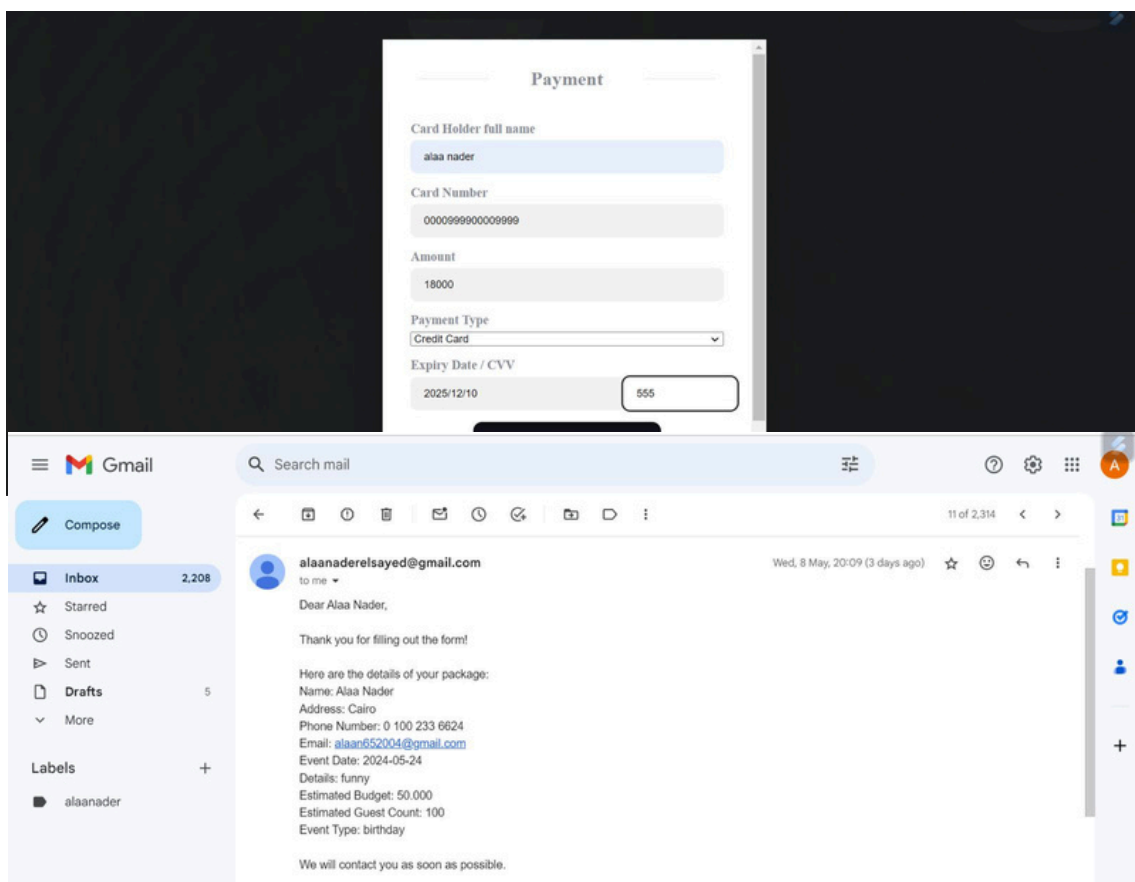 Payment
Card Holder full name
alaa nader
Card Number
0000999900009999
Amount
18000
Payment Type
Credit Card
Expiry Date / CVV
2025/12/10 555
Gmail
Search mail
A
Compose
11 of 2,314
Inbox 2,208
Starred
Snoozed
Sent
Drafts 5
More
Labels
alaanader
alaanaderelsayed@gmail.com
Wed, 8 May, 20:09 (3 days ago)
to me
Dear Alaa Nader,
Thank you for filling out the form!
Here are the details of your package:
Name: Alaa Nader
Address: Cairo
Phone Number: 0 100 233 6624
Email: alaan652004@gmail.com
Event Date: 2024-05-24
Details: funny
Estimated Budget: 50.000
Estimated Guest Count: 100
Event Type: birthday
We will contact you as soon as possible.
31